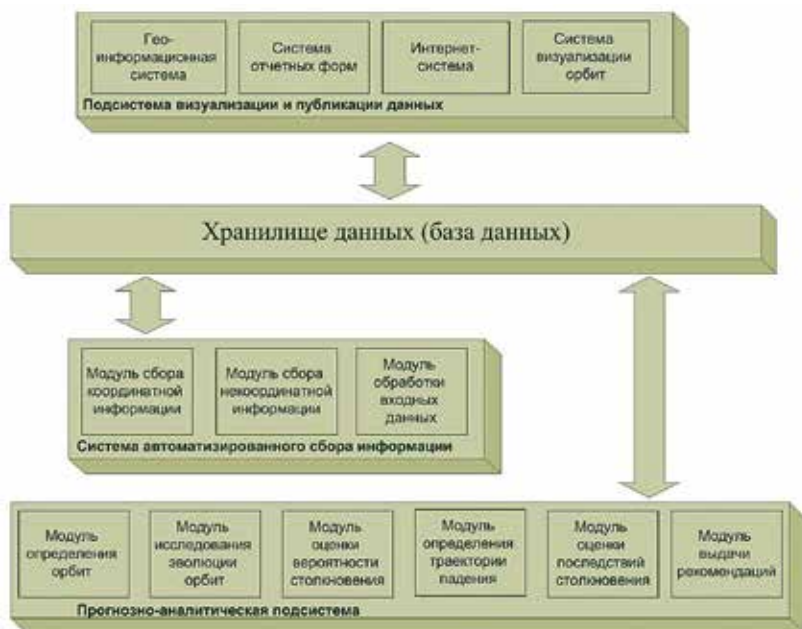 Гео-
информационная
система
Система
отчетных форм
Интернет-
система
Система
визуализации
орбит
Подсистема визуализации и публикации данных
Хранилище данных (база данных)
Модуль сбора
координатной
информации
Модуль сбора
некоординатной
информации
Модуль
обработки
входных
данных
Система автоматизированного сбора информации
Модуль
определения
орбит
Модуль
исследования
эволюции
орбит
Модуль
оценки
вероятности
столкновения
Модуль
определения
траектории
падения
Модуль
оценки
последствий
столкновения
Модуль
выдачи
рекомендаций
Прогнозно-аналитическая подсистема